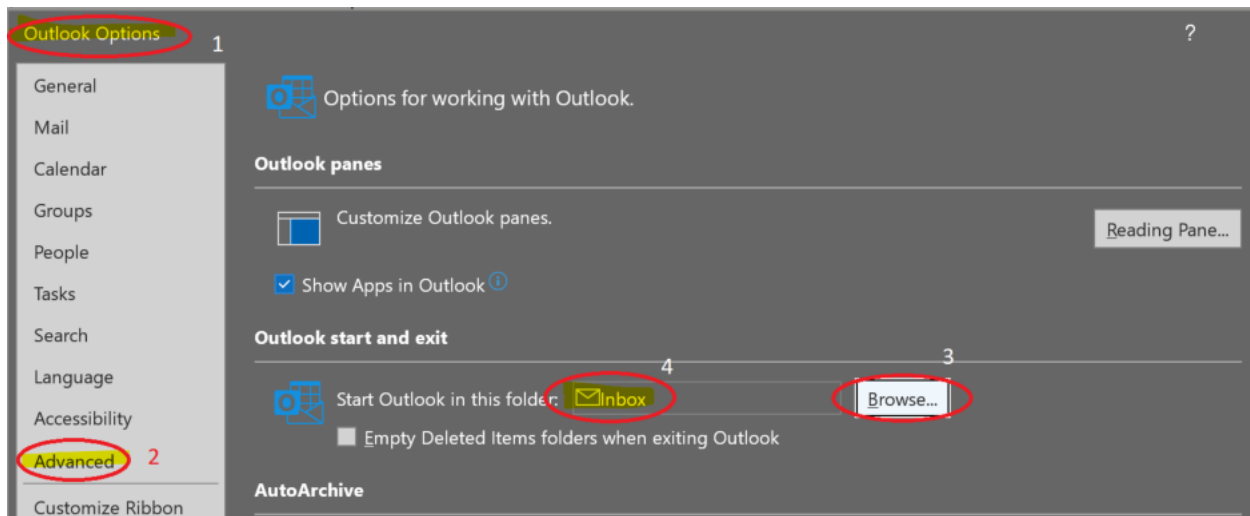 Outlook Options
1
?
General
Options for working with Outlook.
Mail
Calendar
Outlook panes
Groups
Customize Outlook panes.
Reading Pane...
People
Tasks
Show Apps in Outlook
Search
Outlook start and exit
Language
4
3
Start Outlook in this folder: Inbox
Browse...
Accessibility
Empty Deleted Items folders when exiting Outlook
Advanced
2
AutoArchive
Customize Ribbon